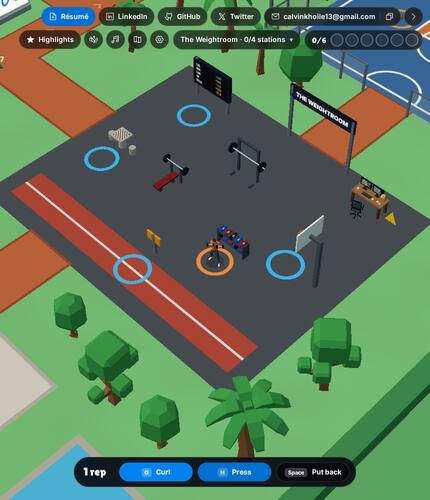 Résumé
LinkedIn
GitHub
Twitter
calvinkhoile13@gmail.com
Highlights
The Weightroom · 0/4 stations
0/6
THE WEIGHTROOM
1 rep
G Curl
H Press
Space Put back